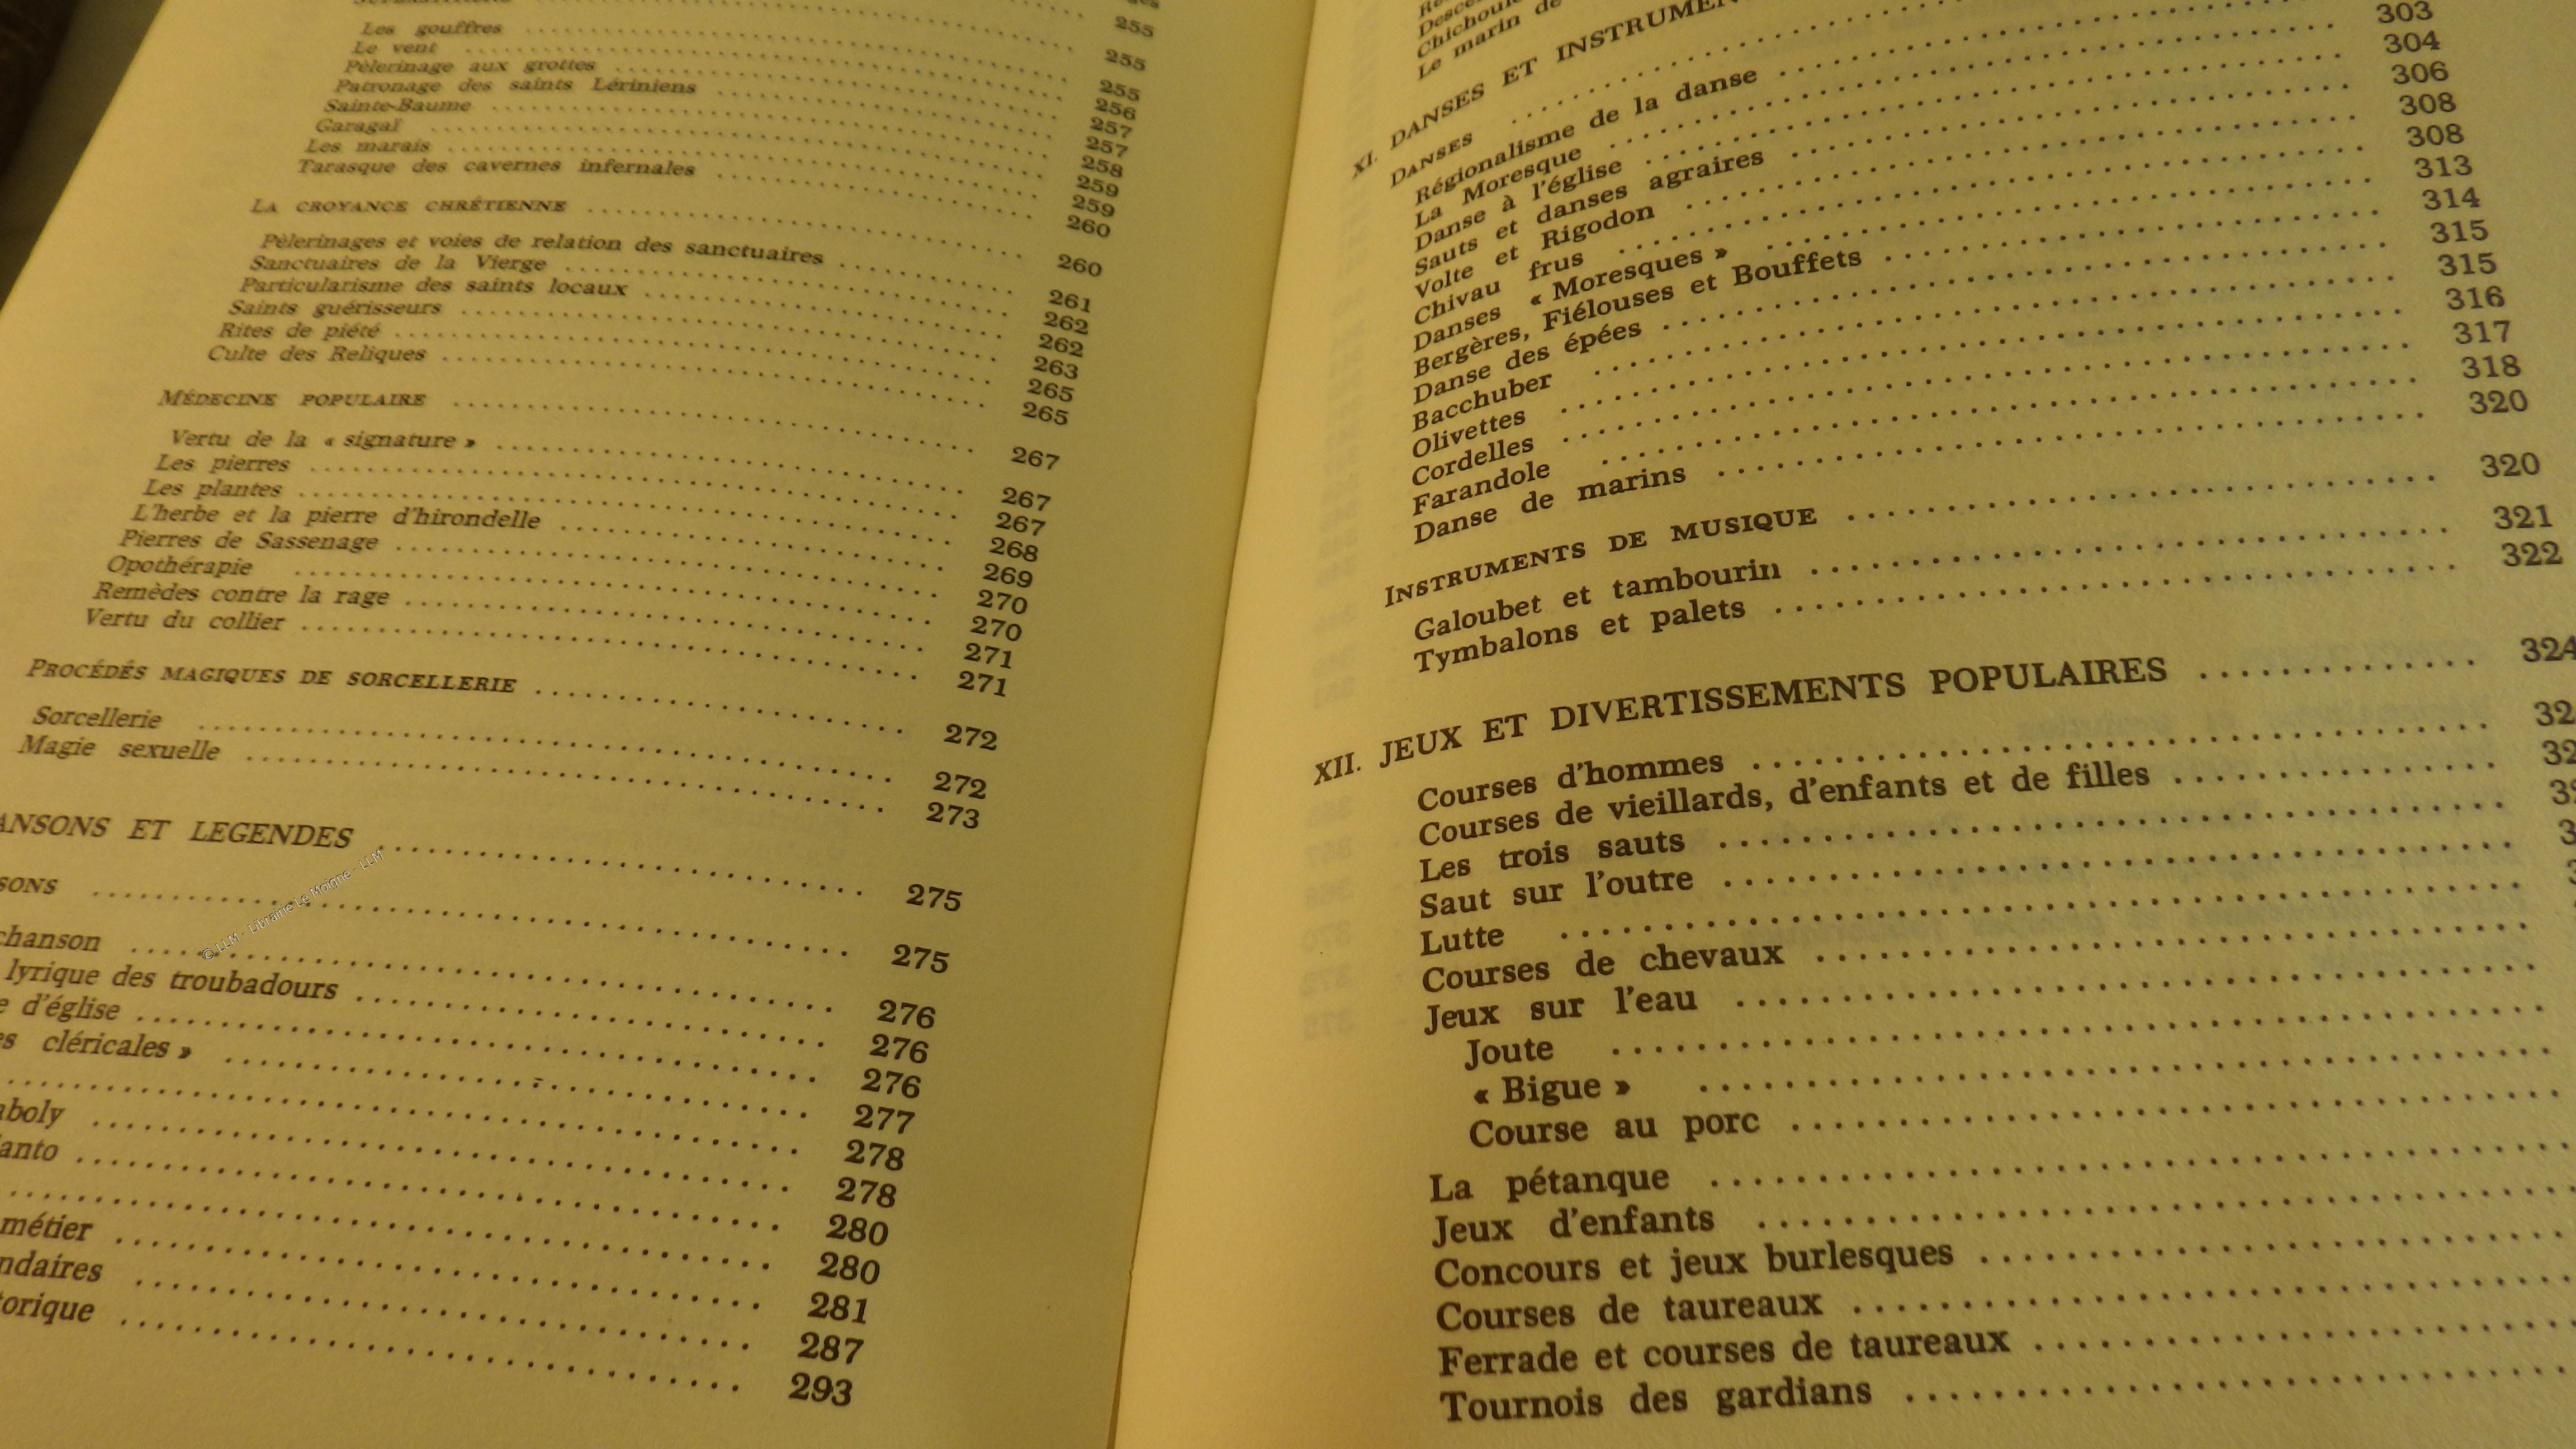 255
255
Les gouffres ........ 255
Le vent ........ 256
Pèlerinage aux grottes ........ 257
Patronage des saints Lériniens ........ 257
Sainte-Baume ........ 258
Garagaï ........ 259
Les marais ........ 259
Tarasque des cavernes infernales ........ 260
LA CROYANCE CHRÉTIENNE ........ 260
Pèlerinages et voies de relation des sanctuaires ........ 261
Sanctuaires de la Vierge ........ 262
Particularisme des saints locaux ........ 262
Saints guérisseurs ........ 263
Rites de piété ........ 265
Culte des Reliques ........ 265
MÉDECINE POPULAIRE ........ 267
Vertu de la « signature » ........ 267
Les pierres ........ 267
Les plantes ........ 268
L'herbe et la pierre d'hirondelle ........ 269
Pierres de Sassenage ........ 270
Opothérapie ........ 270
Remèdes contre la rage ........ 271
Vertu du collier ........ 271
PROCÉDÉS MAGIQUES DE SORCELLERIE ........ 272
Sorcellerie ........ 272
Magie sexuelle ........ 273
ANSONS ET LEGENDES ........ 275
SONS ........ 275
chanson ........ 276
lyrique des troubadours ........ 276
d'église ........ 276
cléricales » ........ 277
........ 278
aboly ........ 278
anto ........ 280
........ 280
métier ........ 281
ndaires ........ 287
torique ........ 293
© LLM - Librairie Le Moigne - LLM
Le marin de
XI. DANSES ET INSTRUMEN
DANSES ........
Régionalisme de la danse ........
La Moresque ........ 303
Danse à l'église ........ 304
Sauts et danses agraires ........ 306
Volte et Rigodon ........ 308
Chivau frus ........ 308
Danses « Moresques » ........ 313
Bergères, Fiélouses et Bouffets ........ 314
Danse des épées ........ 315
Bacchuber ........ 315
Olivettes ........ 316
Cordelles ........ 317
Farandole ........ 318
Danse de marins ........ 320
INSTRUMENTS DE MUSIQUE ........ 320
Galoubet et tambourin ........ 321
Tymbalons et palets ........ 322
XII. JEUX ET DIVERTISSEMENTS POPULAIRES ........ 324
Courses d'hommes ........ 32
Courses de vieillards, d'enfants et de filles ........ 32
Les trois sauts ........ 3
Saut sur l'outre ........ 3
Lutte ........
Courses de chevaux ........
Jeux sur l'eau ........
Joute ........
« Bigue » ........
Course au porc ........
La pétanque ........
Jeux d'enfants ........
Concours et jeux burlesques ........
Courses de taureaux ........
Ferrade et courses de taureaux ........
Tournois des gardians ........